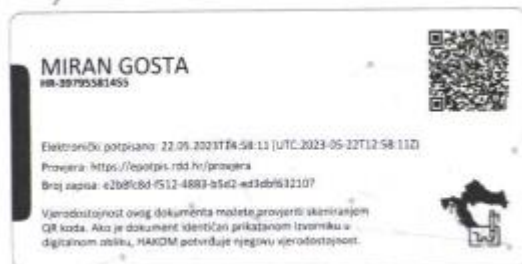 MIRAN GOSTA
HR-39795581455
Elektronički potpisano: 22.05.2023T14:58:11 (UTC:2023-05-22T12:58:11Z)
Provjera: https://epotpis.rdd.hr/provjera
Broj zapisa: e2b8fc8d-f512-4883-b5d2-ed3dbf632107
Vjerodostojnost ovog dokumenta možete provjeriti skeniranjem
QR koda. Ako je dokument identičan prikazanom izvorniku u
digitalnom obliku, HAKOM potvrđuje njegovu vjerodostojnost.